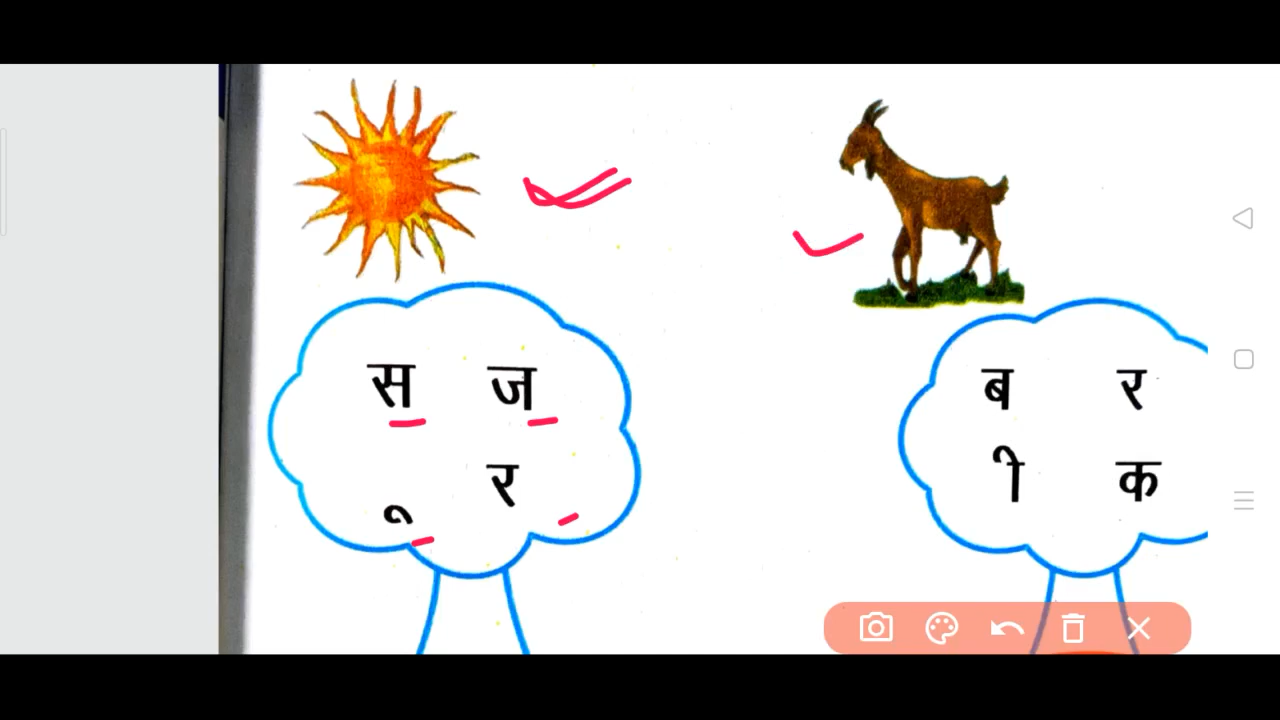 स ज
ू र
ब र
ी क